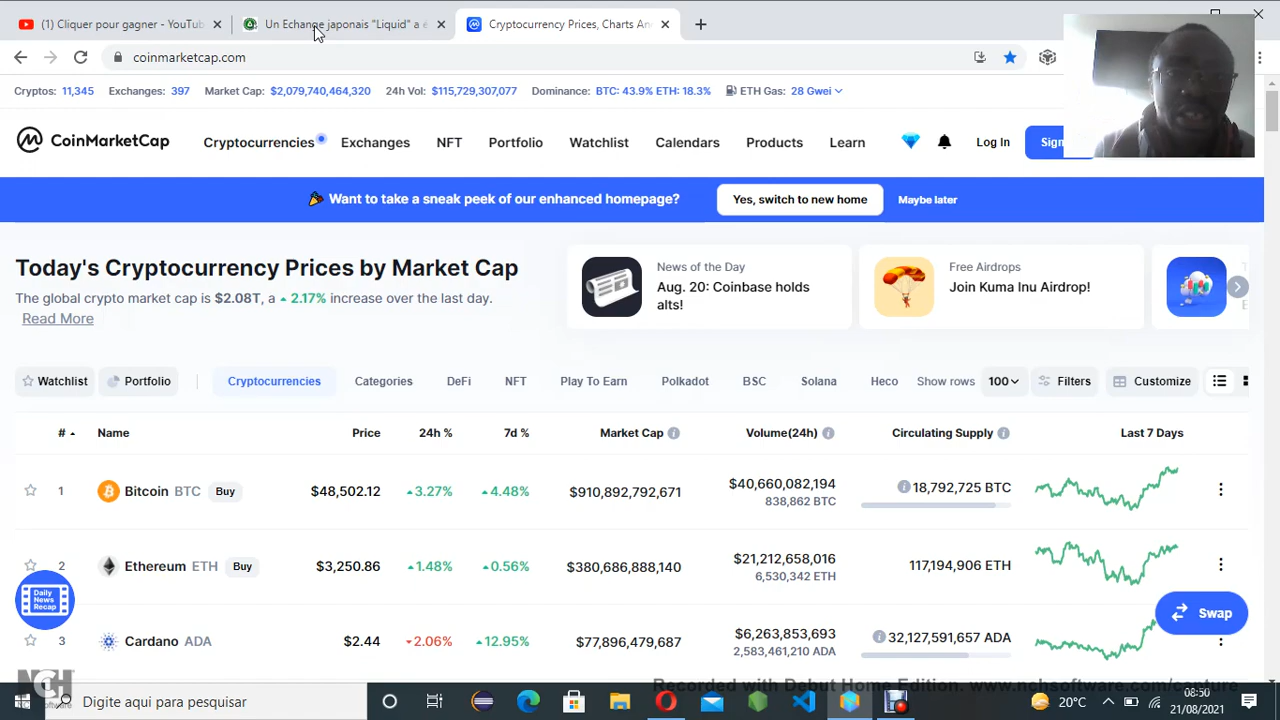 (1) Cliquer pour gagner - YouTub
Un Echange japonais "Liquid" a é
Cryptocurrency Prices, Charts An
coinmarketcap.com
Cryptos: 11,345 Exchanges: 397 Market Cap: $2,079,740,464,320 24h Vol: $115,729,307,077 Dominance: BTC: 43.9% ETH: 18.3% ETH Gas: 28 Gwei
CoinMarketCap Cryptocurrencies Exchanges NFT Portfolio Watchlist Calendars Products Learn Log In Sign
Want to take a sneak peek of our enhanced homepage? Yes, switch to new home Maybe later
Today's Cryptocurrency Prices by Market Cap
The global crypto market cap is $2.08T, a 2.17% increase over the last day.
Read More
News of the Day
Aug. 20: Coinbase holds
alts!
Free Airdrops
Join Kuma Inu Airdrop!
Watchlist Portfolio Cryptocurrencies Categories DeFi NFT Play To Earn Polkadot BSC Solana Heco Show rows 100 Filters Customize
# Name Price 24h % 7d % Market Cap Volume(24h) Circulating Supply Last 7 Days
1 Bitcoin BTC Buy $48,502.12 3.27% 4.48% $910,892,792,671 $40,660,082,194 18,792,725 BTC
838,862 BTC
2 Ethereum ETH Buy $3,250.86 1.48% 0.56% $380,686,888,140 $21,212,658,016 117,194,906 ETH
6,530,342 ETH
Daily
News
Recap
Swap
3 Cardano ADA $2.44 2.06% 12.95% $77,896,479,687 $6,263,853,693 32,127,591,657 ADA
2,583,461,210 ADA
NCH
Recorded with Debut Home Edition. www.nchsoftware.com/capture
Digite aqui para pesquisar
20°C
08:50
21/08/2021